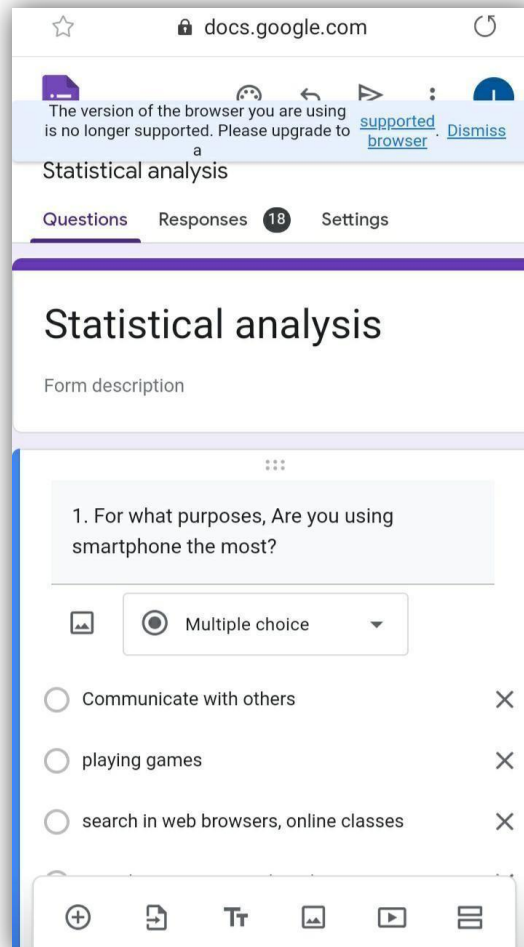 docs.google.com
The version of the browser you are using
is no longer supported. Please upgrade to
a
supported
browser
. Dismiss
Statistical analysis
Questions Responses 18 Settings
Statistical analysis
Form description
1. For what purposes, Are you using
smartphone the most?
Multiple choice
Communicate with others
playing games
search in web browsers, online classes
Tт